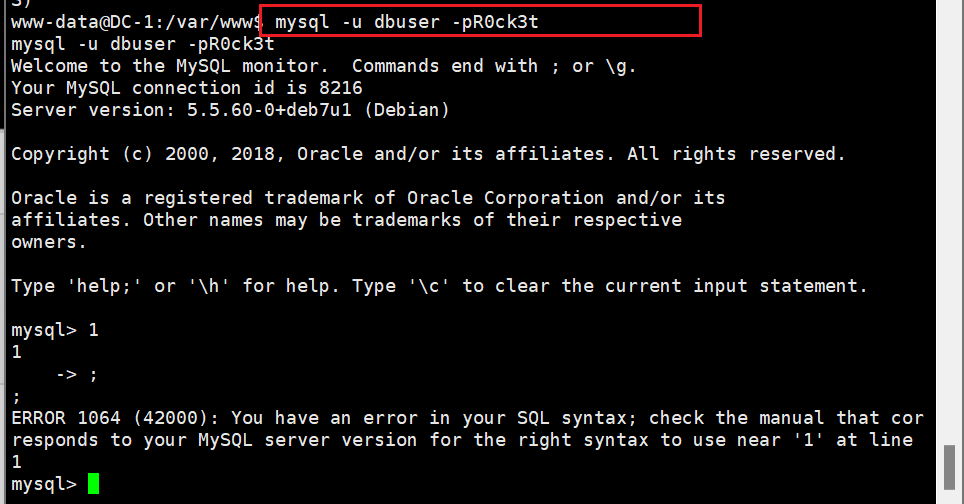 S)
www-data@DC-1:/var/www$ mysql -u dbuser -pR0ck3t
mysql -u dbuser -pR0ck3t
Welcome to the MySQL monitor.  Commands end with ; or \g.
Your MySQL connection id is 8216
Server version: 5.5.60-0+deb7u1 (Debian)
Copyright (c) 2000, 2018, Oracle and/or its affiliates. All rights reserved.
Oracle is a registered trademark of Oracle Corporation and/or its
affiliates. Other names may be trademarks of their respective
owners.
Type 'help;' or '\h' for help. Type '\c' to clear the current input statement.
mysql> 1
1
    -> ;
;
ERROR 1064 (42000): You have an error in your SQL syntax; check the manual that cor
responds to your MySQL server version for the right syntax to use near '1' at line
1
mysql>